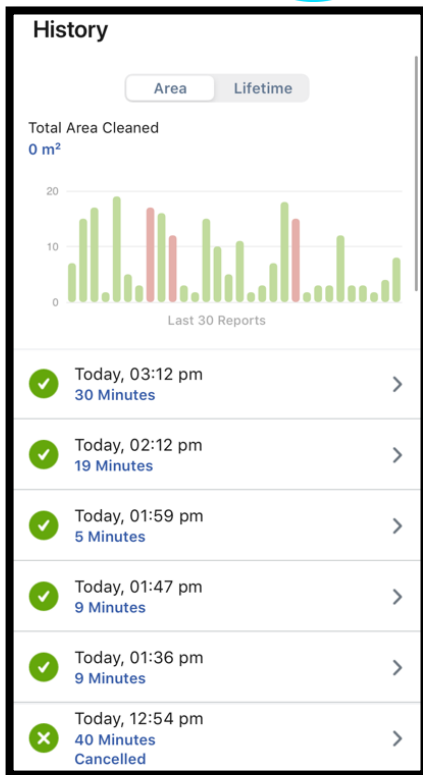 History
Area Lifetime
Total Area Cleaned
0 m²
20
10
0
Last 30 Reports
Today, 03:12 pm
30 Minutes
Today, 02:12 pm
19 Minutes
Today, 01:59 pm
5 Minutes
Today, 01:47 pm
9 Minutes
Today, 01:36 pm
9 Minutes
Today, 12:54 pm
40 Minutes
Cancelled